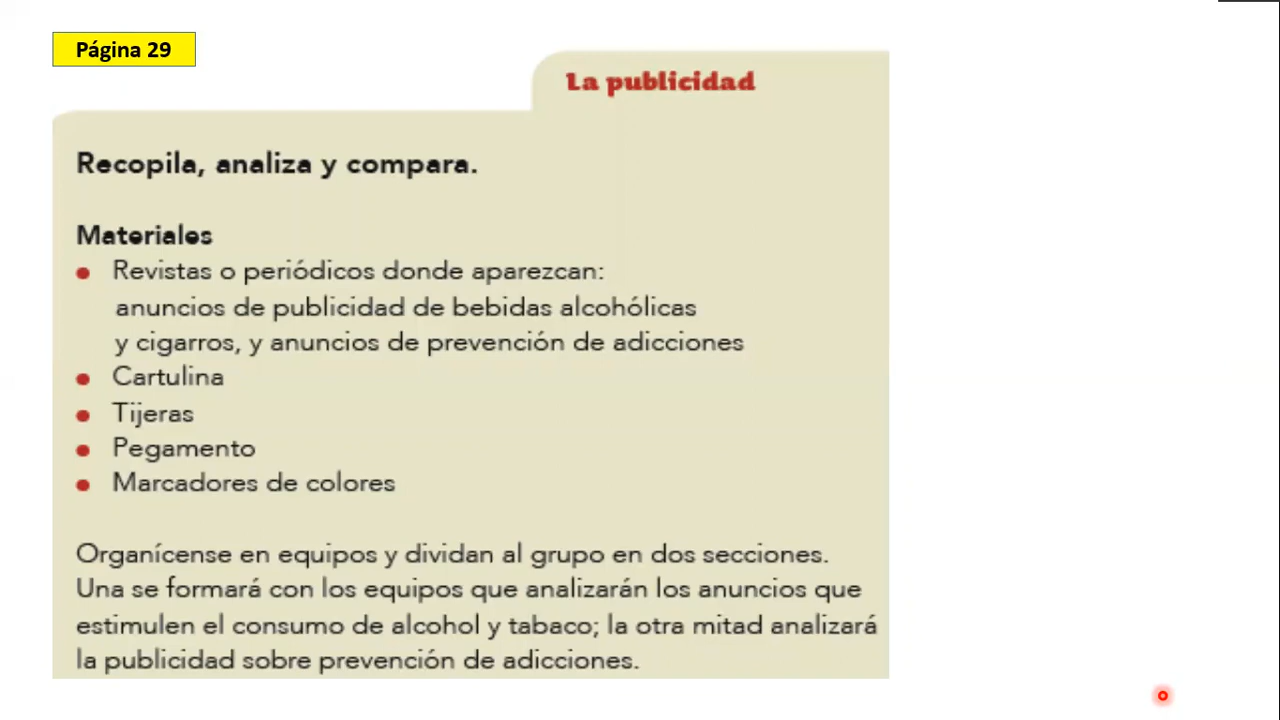 Página 29
La publicidad
Recopila, analiza y compara.
Materiales
• Revistas o periódicos donde aparezcan:
anuncios de publicidad de bebidas alcohólicas
y cigarros, y anuncios de prevención de adicciones
• Cartulina
• Tijeras
• Pegamento
• Marcadores de colores
Organícense en equipos y dividan al grupo en dos secciones.
Una se formará con los equipos que analizarán los anuncios que
estimulen el consumo de alcohol y tabaco; la otra mitad analizará
la publicidad sobre prevención de adicciones.